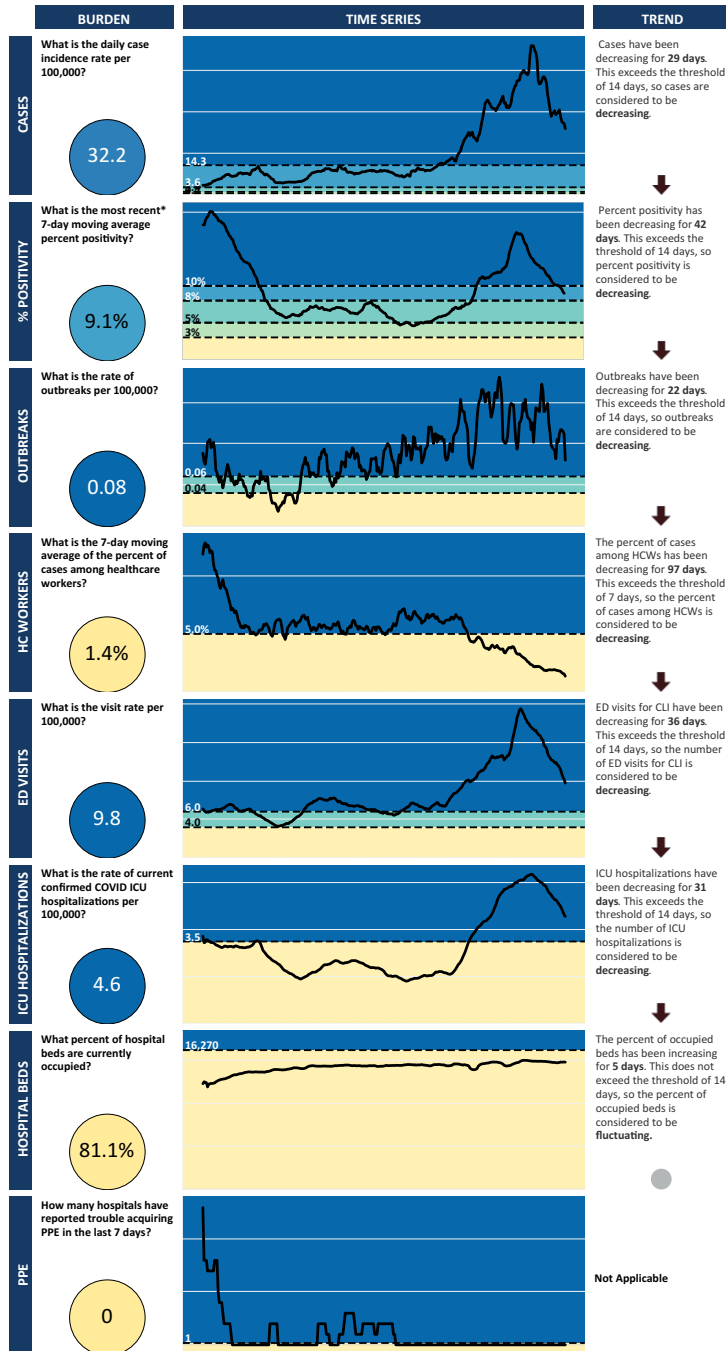 BURDEN
TIME SERIES
TREND
CASES
What is the daily case
incidence rate per
100,000?
32.2
14.3
3.6
Cases have been
decreasing for 29 days.
This exceeds the threshold
of 14 days, so cases are
considered to be
decreasing.
% POSITIVITY
What is the most recent*
7-day moving average
percent positivity?
9.1%
10%
8%
5%
3%
Percent positivity has
been decreasing for 42
days. This exceeds the
threshold of 14 days, so
percent positivity is
considered to be
decreasing.
OUTBREAKS
What is the rate of
outbreaks per 100,000?
0.08
0.06
0.04
Outbreaks have been
decreasing for 22 days.
This exceeds the threshold
of 14 days, so outbreaks
are considered to be
decreasing.
HC WORKERS
What is the 7-day moving
average of the percent of
cases among healthcare
workers?
1.4%
5.0%
The percent of cases
among HCWs has been
decreasing for 97 days.
This exceeds the threshold
of 7 days, so the percent
of cases among HCWs is
considered to be
decreasing.
ED VISITS
What is the visit rate per
100,000?
9.8
6.0
4.0
ED visits for CLI have been
decreasing for 36 days.
This exceeds the threshold
of 14 days, so the number
of ED visits for CLI is
considered to be
decreasing.
ICU HOSPITALIZATIONS
What is the rate of current
confirmed COVID ICU
hospitalizations per
100,000?
4.6
3.5
ICU hospitalizations have
been decreasing for 31
days. This exceeds the
threshold of 14 days, so
the number of ICU
hospitalizations is
considered to be
decreasing.
HOSPITAL BEDS
What percent of hospital
beds are currently
occupied?
81.1%
16,270
The percent of occupied
beds has been increasing
for 5 days. This does not
exceed the threshold of 14
days, so the percent of
occupied beds is
considered to be
fluctuating.
PPE
How many hospitals have
reported trouble acquiring
PPE in the last 7 days?
0
1
Not Applicable